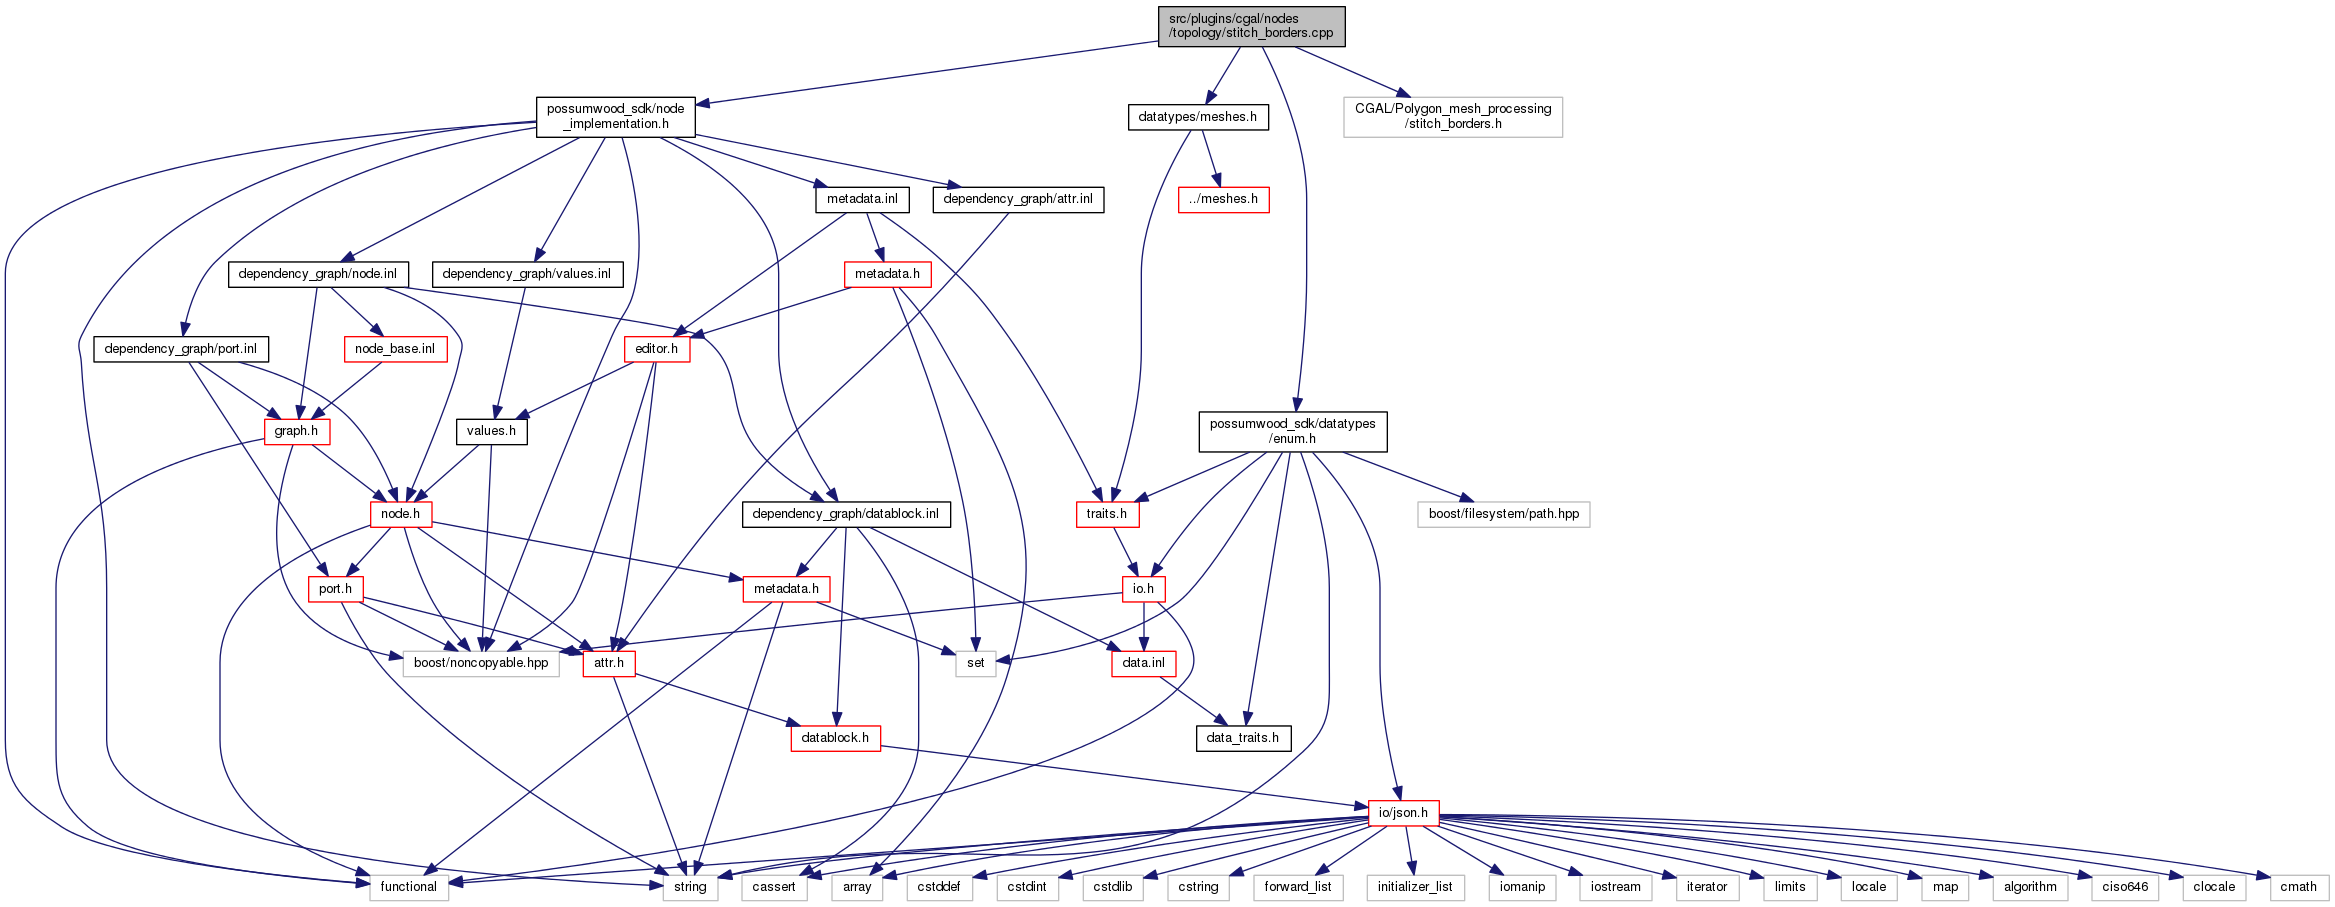 src/plugins/cgal/nodes
/topology/stitch_borders.cpp
possumwood_sdk/node
_implementation.h
datatypes/meshes.h
CGAL/Polygon_mesh_processing
/stitch_borders.h
metadata.inl
dependency_graph/attr.inl
../meshes.h
dependency_graph/node.inl
dependency_graph/values.inl
metadata.h
dependency_graph/port.inl
node_base.inl
editor.h
graph.h
values.h
possumwood_sdk/datatypes
/enum.h
node.h
dependency_graph/datablock.inl
traits.h
boost/filesystem/path.hpp
port.h
metadata.h
io.h
boost/noncopyable.hpp
attr.h
set
data.inl
datablock.h
data_traits.h
io/json.h
functional
string
cassert
array
cstddef
cstdint
cstdlib
cstring
forward_list
initializer_list
iomanip
iostream
iterator
limits
locale
map
algorithm
ciso646
clocale
cmath